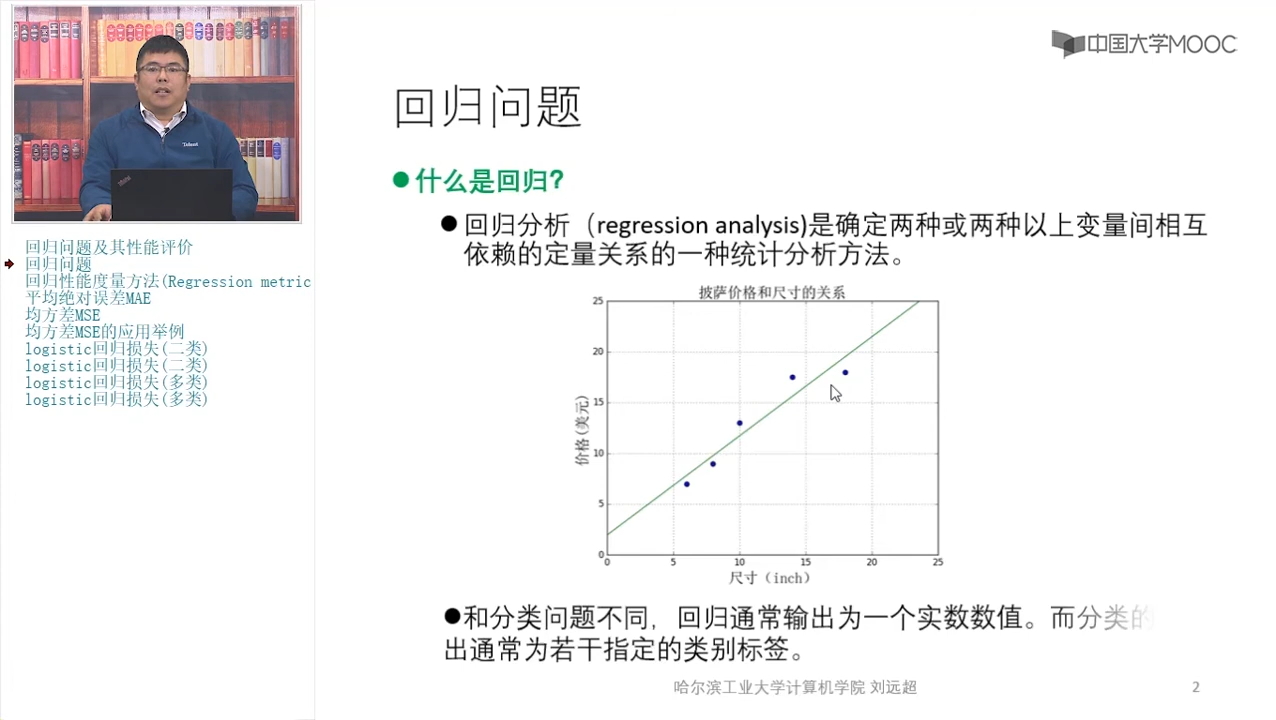 中国大学MOOC
回归问题
什么是回归?
回归分析（regression analysis)是确定两种或两种以上变量间相互
依赖的定量关系的一种统计分析方法。
披萨价格和尺寸的关系
25
20
15
10
5
0
价格(美元)
0 5 10 15 20 25
尺寸（inch）
和分类问题不同，回归通常输出为一个实数数值。而分类的
出通常为若干指定的类别标签。
哈尔滨工业大学计算机学院 刘远超
2
回归问题及其性能评价
回归问题
回归性能度量方法(Regression metric
平均绝对误差MAE
均方差MSE
均方差MSE的应用举例
logistic回归损失(二类)
logistic回归损失(二类)
logistic回归损失(多类)
logistic回归损失(多类)